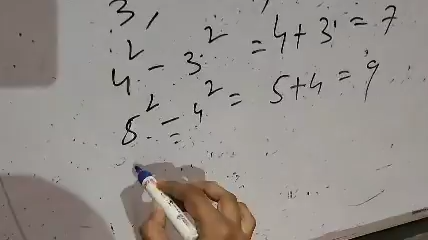 3,
4² - 3² = 4 + 3 = 7
5² - 4² = 5 + 4 = 9